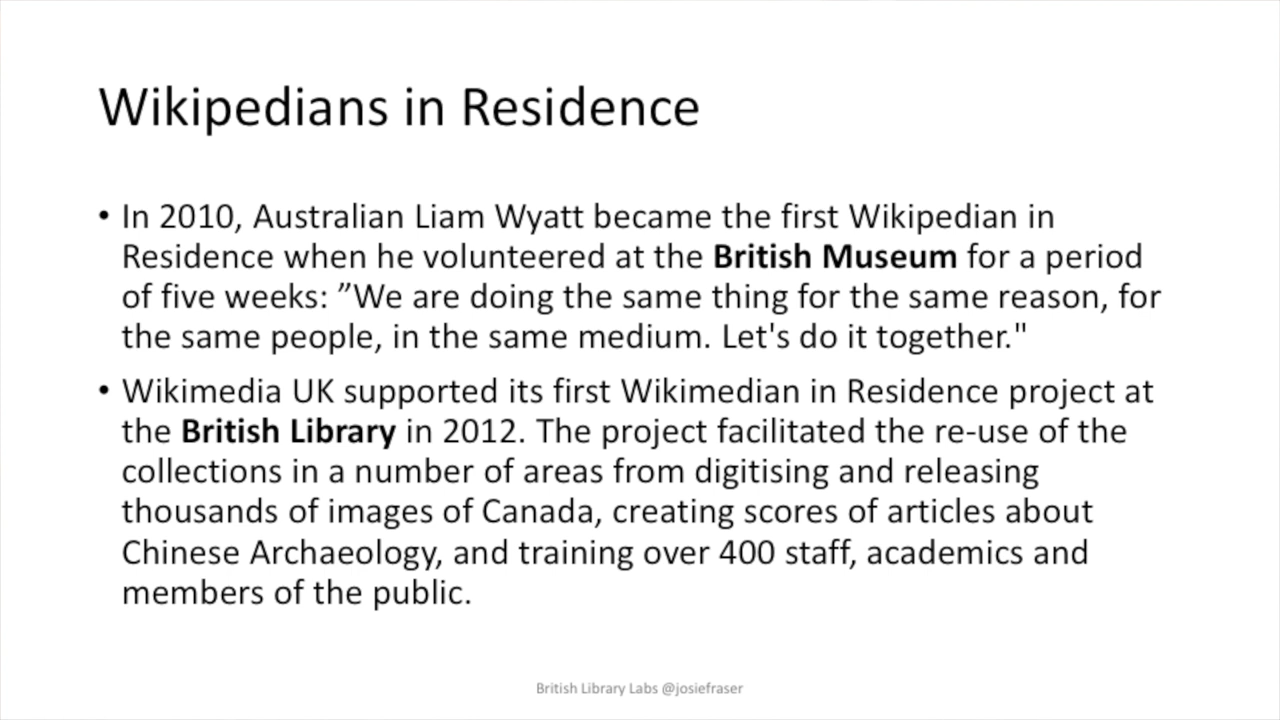 Wikipedians in Residence
• In 2010, Australian Liam Wyatt became the first Wikipedian in
Residence when he volunteered at the British Museum for a period
of five weeks: ”We are doing the same thing for the same reason, for
the same people, in the same medium. Let's do it together."
• Wikimedia UK supported its first Wikimedian in Residence project at
the British Library in 2012. The project facilitated the re-use of the
collections in a number of areas from digitising and releasing
thousands of images of Canada, creating scores of articles about
Chinese Archaeology, and training over 400 staff, academics and
members of the public.
British Library Labs @josiefraser